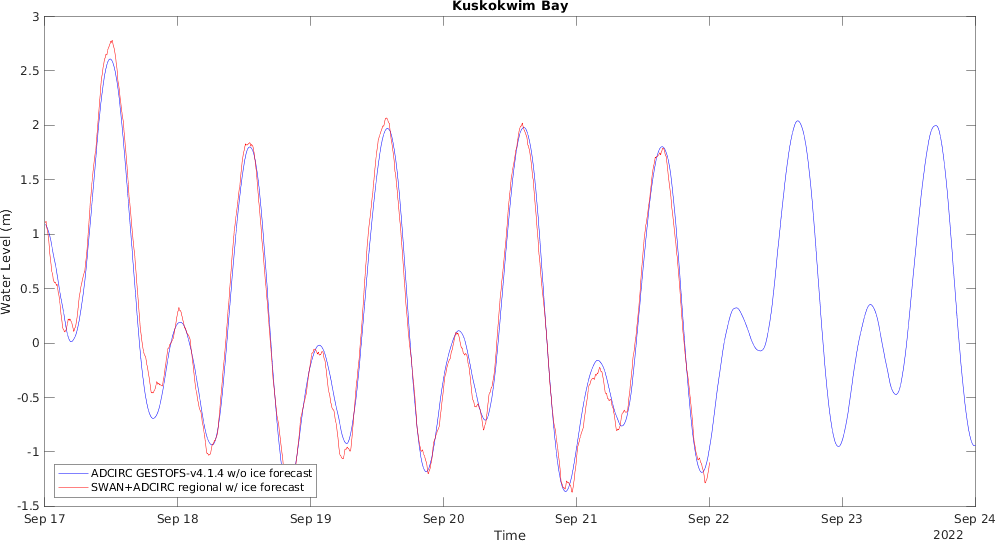 Kuskokwim Bay
3
2.5
2
1.5
1
0.5
0
-0.5
-1
-1.5
Water Level (m)
ADCIRC GESTOFS-v4.1.4 w/o ice forecast
SWAN+ADCIRC regional w/ ice forecast
Sep 17 Sep 18 Sep 19 Sep 20 Sep 21 Sep 22 Sep 23 Sep 24
Time
2022